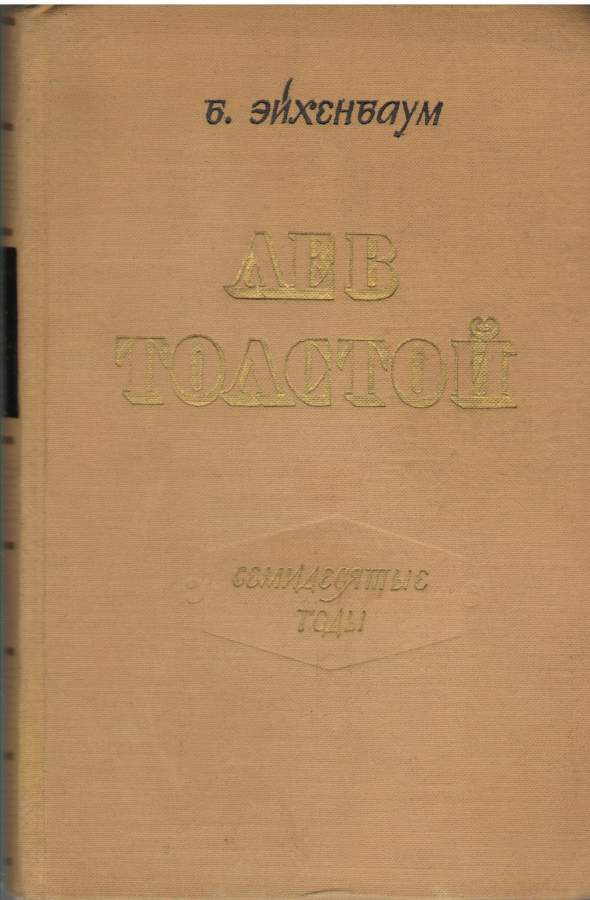 Б. Эйхенбаум
ЛЕВ
ТОЛСТОЙ
СЕМИДЕСЯТЫЕ
ГОДЫ